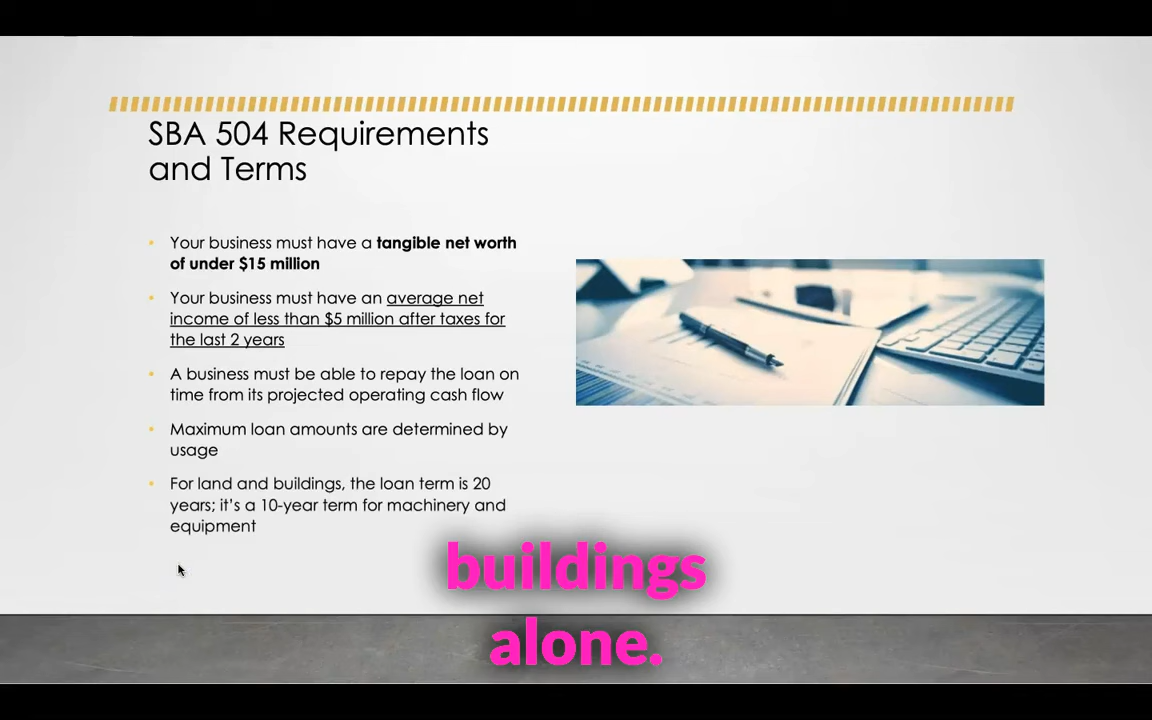 SBA 504 Requirements
and Terms
• Your business must have a tangible net worth
of under $15 million
• Your business must have an average net
income of less than $5 million after taxes for
the last 2 years
• A business must be able to repay the loan on
time from its projected operating cash flow
• Maximum loan amounts are determined by
usage
• For land and buildings, the loan term is 20
years; it's a 10-year term for machinery and
equipment
buildings
alone.